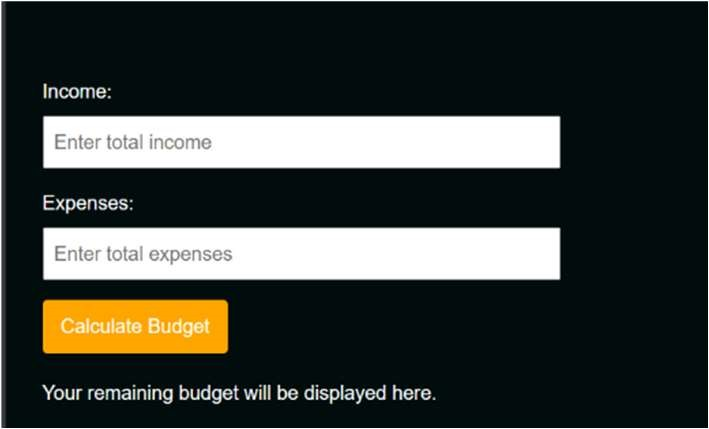 Income:
Enter total income
Expenses:
Enter total expenses
Calculate Budget
Your remaining budget will be displayed here.